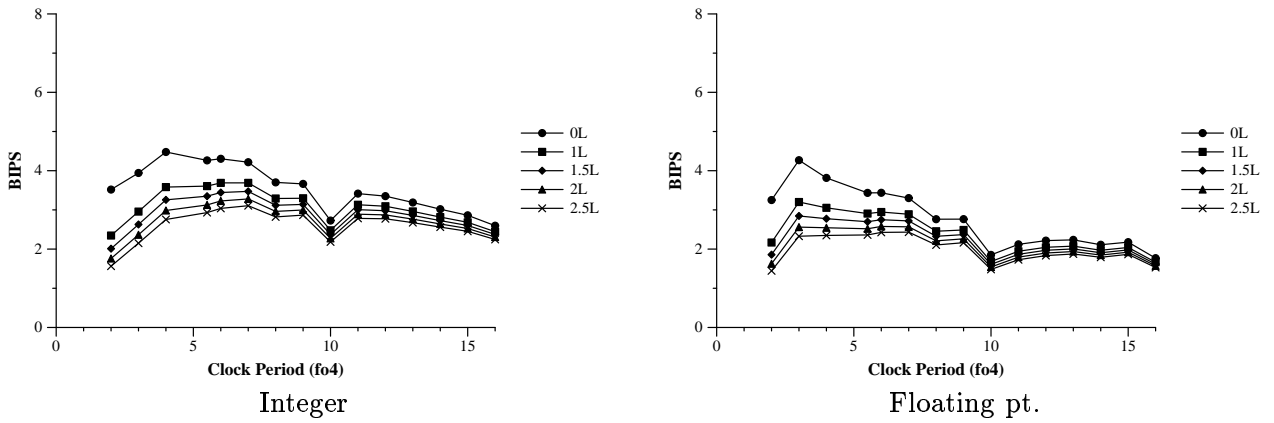 8
6
4
2
0
BIPS
0
5
10
15
Clock Period (fo4)
0L
1L
1.5L
2L
2.5L
Integer
8
6
4
2
0
BIPS
0
5
10
15
Clock Period (fo4)
0L
1L
1.5L
2L
2.5L
Floating pt.